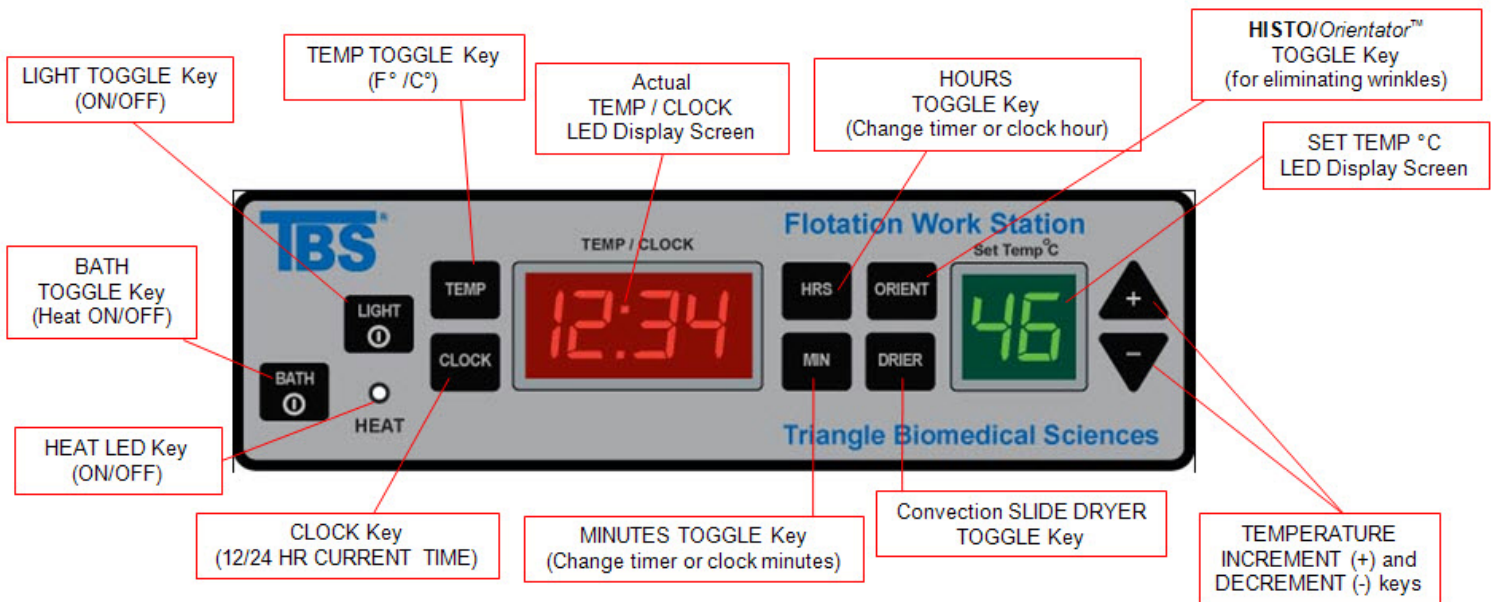 LIGHT TOGGLE Key
(ON/OFF)
TEMP TOGGLE Key
(F° /C°)
Actual
TEMP / CLOCK
LED Display Screen
HOURS
TOGGLE Key
(Change timer or clock hour)
HISTO/Orientator™
TOGGLE Key
(for eliminating wrinkles)
SET TEMP °C
LED Display Screen
BATH
TOGGLE Key
(Heat ON/OFF)
HEAT LED Key
(ON/OFF)
TBS®
LIGHT
BATH
HEAT
TEMP
CLOCK
TEMP / CLOCK
12:34
Flotation Work Station
Set Temp°C
HRS
ORIENT
MIN
DRIER
46
+
−
Triangle Biomedical Sciences
CLOCK Key
(12/24 HR CURRENT TIME)
MINUTES TOGGLE Key
(Change timer or clock minutes)
Convection SLIDE DRYER
TOGGLE Key
TEMPERATURE
INCREMENT (+) and
DECREMENT (-) keys